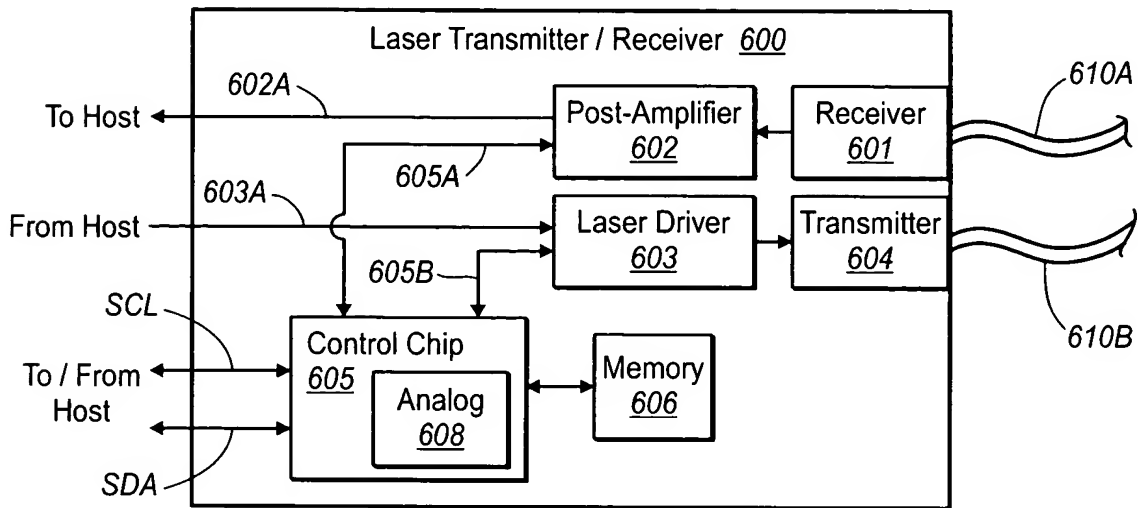 Laser Transmitter / Receiver 600
602A
610A
To Host
Post-Amplifier
602
Receiver
601
605A
603A
From Host
Laser Driver
603
Transmitter
604
605B
610B
SCL
Control Chip
605
Memory
606
To / From
Host
Analog
608
SDA